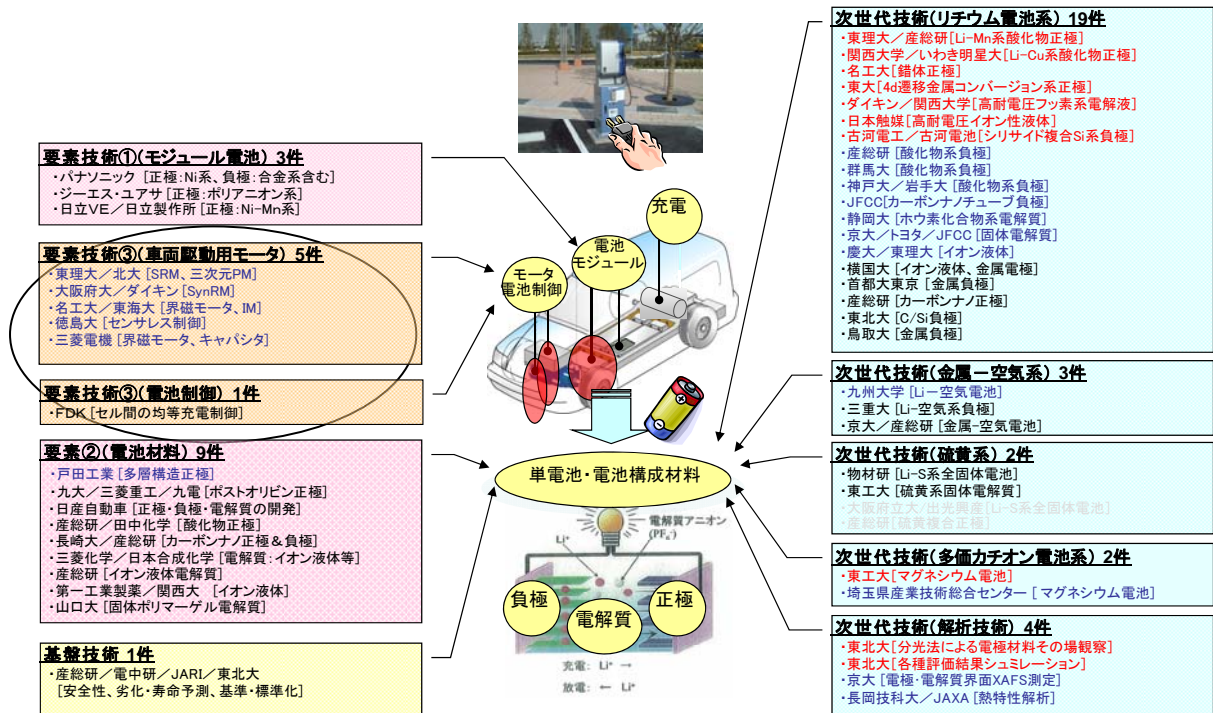 要素技術①(モジュール電池) 3件
・パナソニック [正極:Ni系、負極:合金系含む]
・ジーエス・ユアサ [正極:ポリアニオン系]
・日立VE/日立製作所 [正極:Ni-Mn系]
要素技術③(車両駆動用モータ) 5件
・東理大/北大 [SRM、三次元PM]
・大阪府大/ダイキン [SynRM]
・名工大/東海大 [界磁モータ、IM]
・徳島大 [センサレス制御]
・三菱電機 [界磁モータ、キャパシタ]
要素技術③(電池制御) 1件
・FDK [セル間の均等充電制御]
要素②(電池材料) 9件
・戸田工業 [多層構造正極]
・九大/三菱重工/九電 [ポストオリビン正極]
・日産自動車 [正極・負極・電解質の開発]
・産総研/田中化学 [酸化物正極]
・長崎大/産総研 [カーボンナノ正極&負極]
・三菱化学/日本合成化学 [電解質:イオン液体等]
・産総研 [イオン液体電解質]
・第一工業製薬/関西大 [イオン液体]
・山口大 [固体ポリマーゲル電解質]
基盤技術 1件
・産総研/電中研/JARI/東北大
[安全性、劣化・寿命予測、基準・標準化]
充電
電池
モジュール
モータ
電池制御
単電池・電池構成材料
電解質アニオン
(PF₆⁻)
Li⁺
負極
電解質
正極
充電: Li⁺ →
放電: ← Li⁺
次世代技術(リチウム電池系) 19件
・東理大/産総研[Li-Mn系酸化物正極]
・関西大学/いわき明星大[Li-Cu系酸化物正極]
・名工大[錯体正極]
・東大[4d遷移金属コンバージョン系正極]
・ダイキン/関西大学[高耐電圧フッ素系電解液]
・日本触媒[高耐電圧イオン性液体]
・古河電工/古河電池[シリサイド複合Si系負極]
・産総研 [酸化物系負極]
・群馬大 [酸化物系負極]
・神戸大/岩手大 [酸化物系負極]
・JFCC[カーボンナノチューブ負極]
・静岡大 [ホウ素化合物系電解質]
・京大/トヨタ/JFCC [固体電解質]
・慶大/東理大 [イオン液体]
・横国大 [イオン液体、金属電極]
・首都大東京 [金属負極]
・産総研 [カーボンナノ正極]
・東北大 [C/Si負極]
・鳥取大 [金属負極]
次世代技術(金属-空気系) 3件
・九州大学 [Li-空気電池]
・三重大 [Li-空気系負極]
・京大/産総研 [金属-空気電池]
次世代技術(硫黄系) 2件
・物材研 [Li-S系全固体電池]
・東工大 [硫黄系固体電解質]
・大阪府立大/出光興産[Li-S系全固体電池]
・産総研[硫黄複合正極]
次世代技術(多価カチオン電池系) 2件
・東工大[マグネシウム電池]
・埼玉県産業技術総合センター [ マグネシウム電池]
次世代技術(解析技術) 4件
・東北大[分光法による電極材料その場観察]
・東北大[各種評価結果シュミレーション]
・京大 [電極・電解質界面XAFS測定]
・長岡技科大/JAXA [熱特性解析]